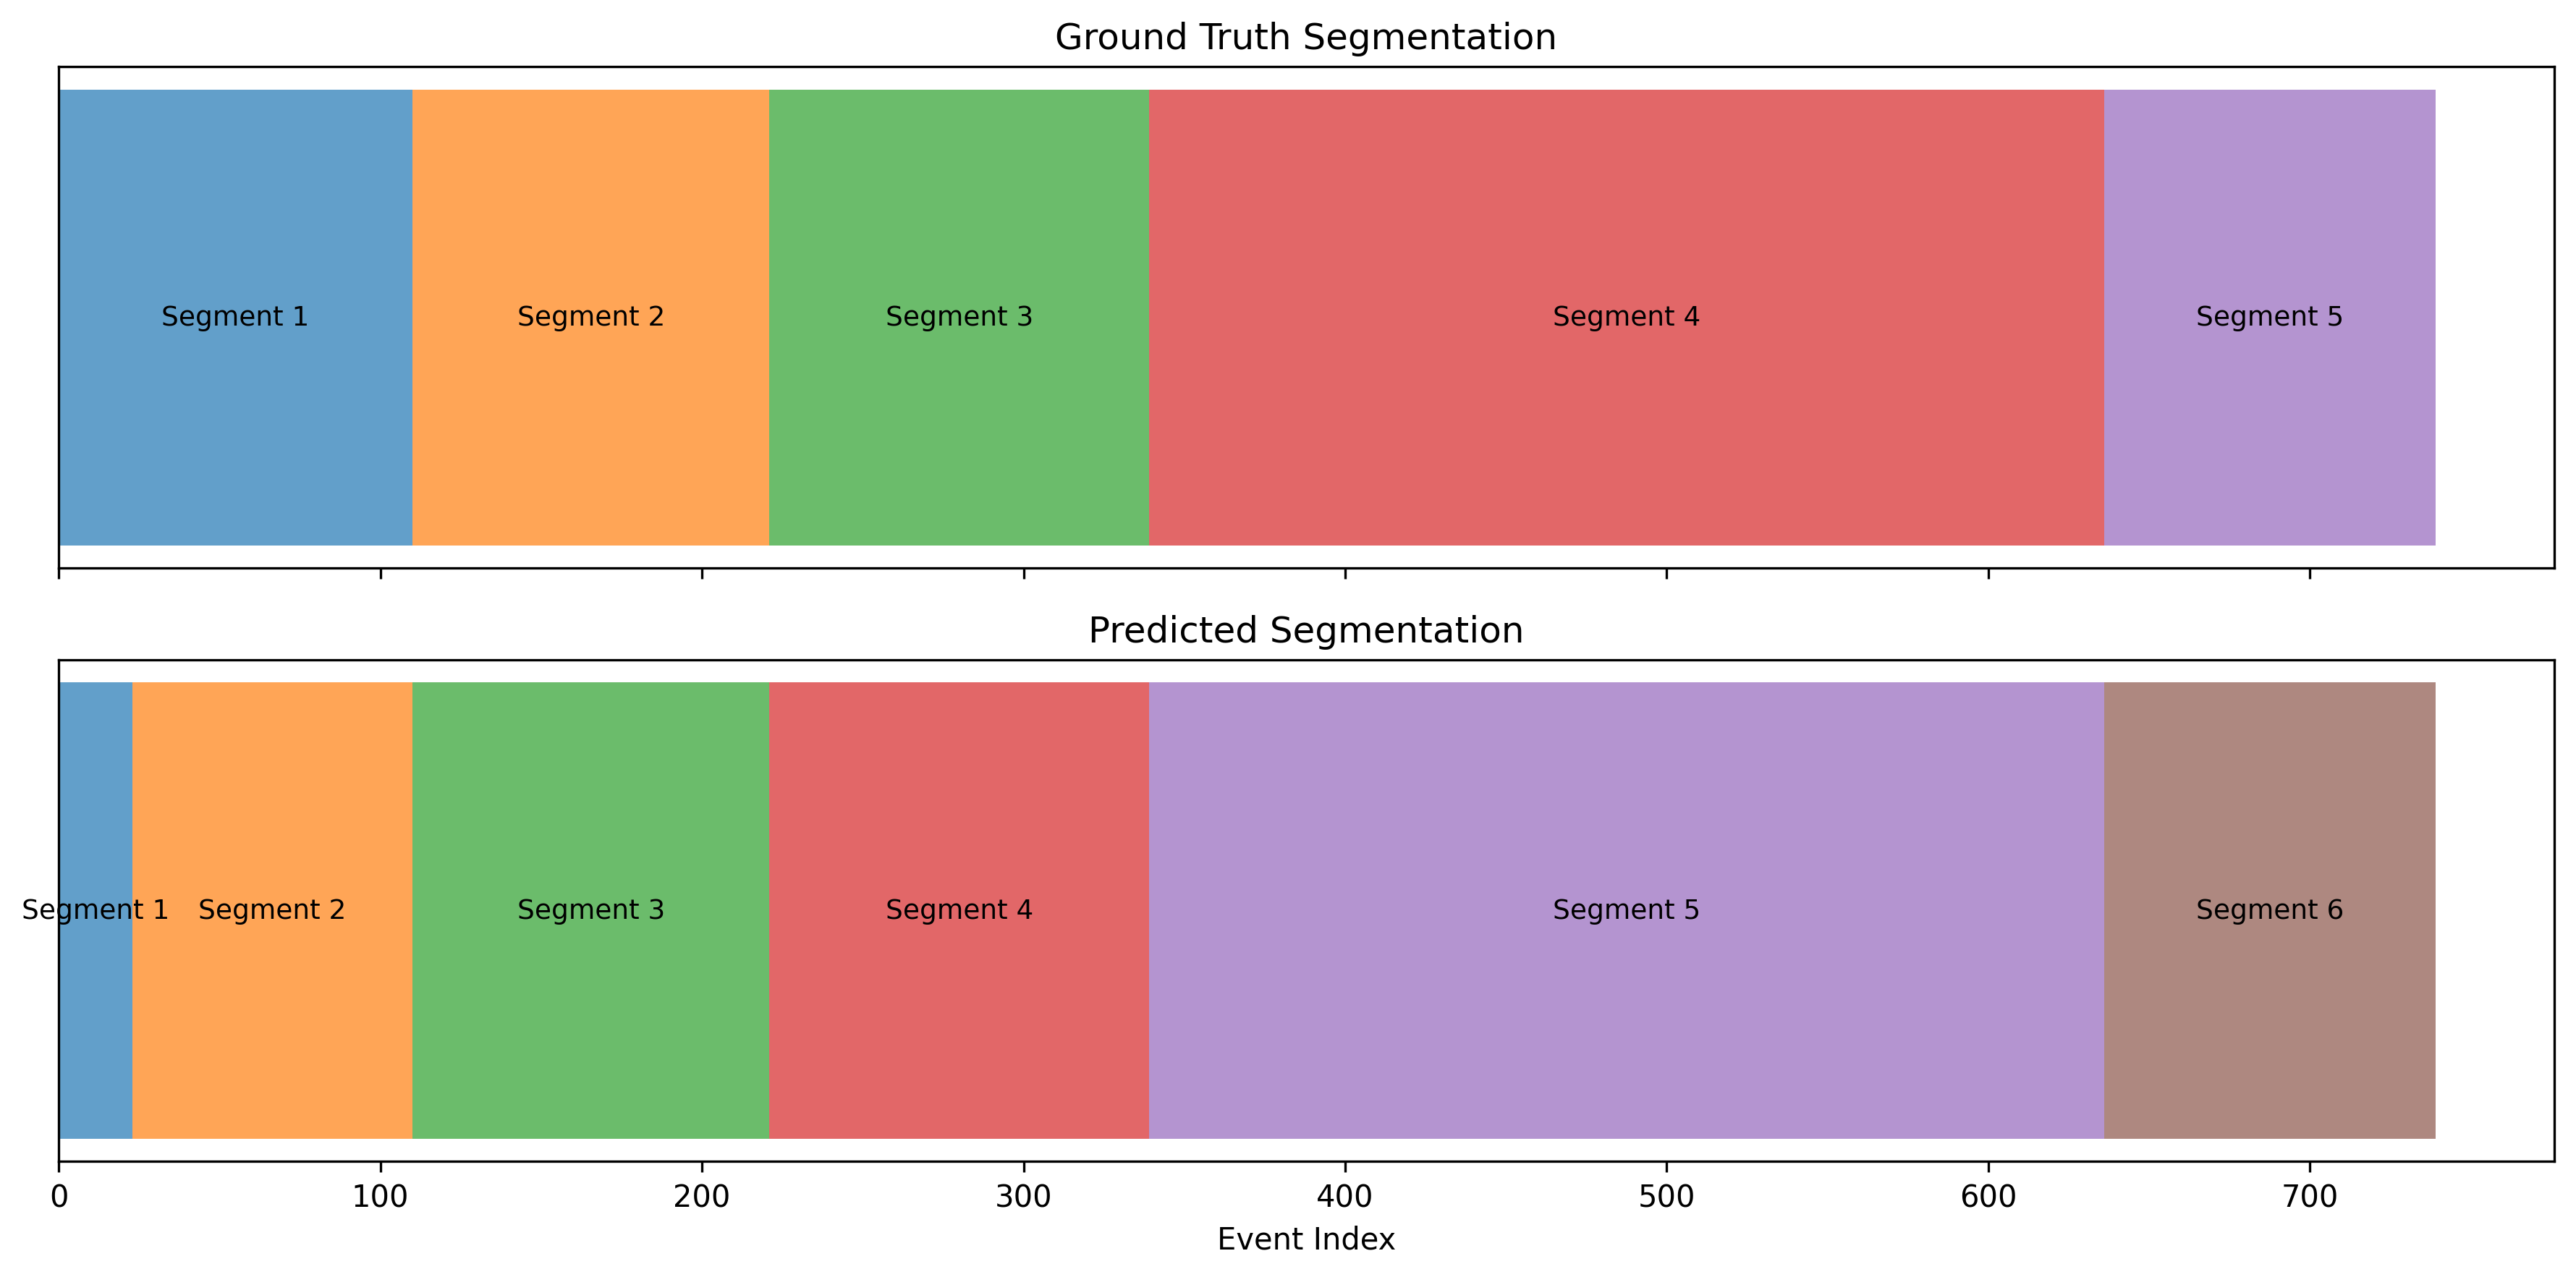 Ground Truth Segmentation
Segment 1 Segment 2 Segment 3 Segment 4 Segment 5
Predicted Segmentation
Segment 1 Segment 2 Segment 3 Segment 4 Segment 5 Segment 6
0 100 200 300 400 500 600 700
Event Index